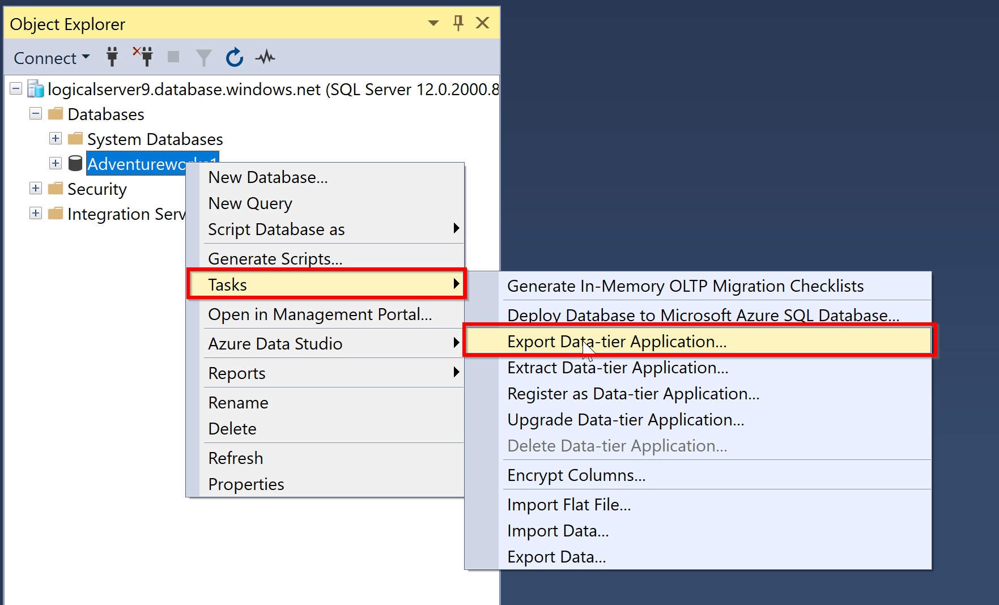 Object Explorer
Connect
logicalserver9.database.windows.net (SQL Server 12.0.2000.8
Databases
System Databases
Adventureworks1
Security
Integration Serv
New Database...
New Query
Script Database as
Generate Scripts...
Tasks
Open in Management Portal...
Azure Data Studio
Reports
Rename
Delete
Refresh
Properties
Generate In-Memory OLTP Migration Checklists
Deploy Database to Microsoft Azure SQL Database...
Export Data-tier Application...
Extract Data-tier Application...
Register as Data-tier Application...
Upgrade Data-tier Application...
Delete Data-tier Application...
Encrypt Columns...
Import Flat File...
Import Data...
Export Data...